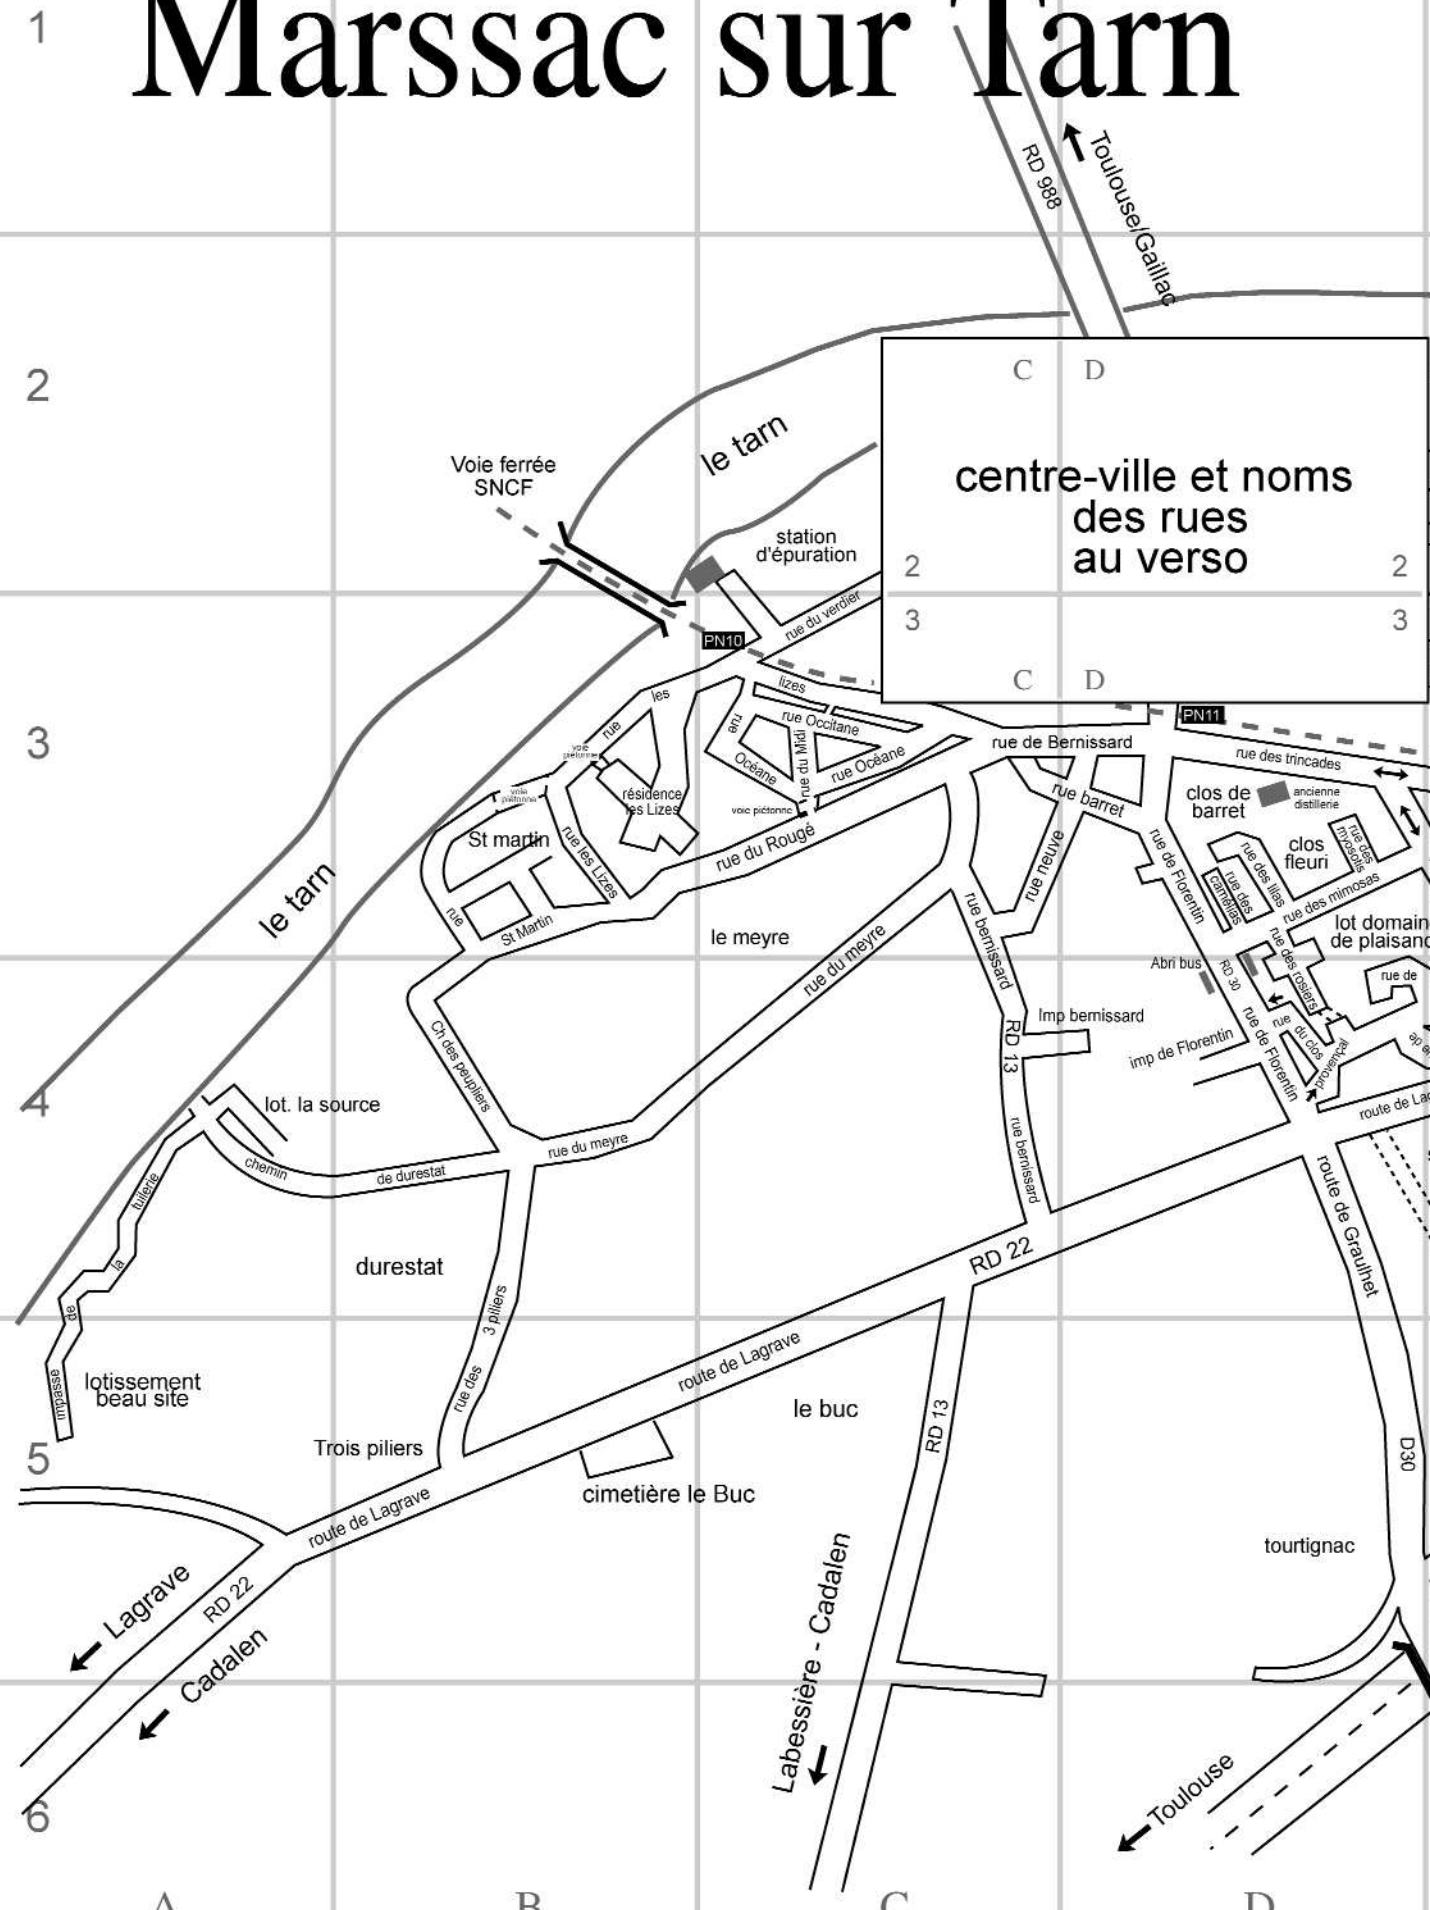 1
Marssac sur Tarn
RD 988
Toulouse/Gaillac
2
C
D
le tarn
Voie ferrée
SNCF
centre-ville et noms
des rues
au verso
station
d'épuration
2
2
3
3
rue du verdier
PN10
C
D
lizes
les
rue
PN11
3
rue
rue Occitane
rue de Bernissard
rue des trincades
voie
piétonne
rue du Midi
Océane
rue Océane
résidence
les Lizes
voie
piétonne
voie piétonne
rue barret
clos de
barret
ancienne
distillerie
St martin
rue les Lizes
rue du Rougé
rue neuve
rue de Florentin
clos
fleuri
rue des
myosotis
rue des lilas
rue des
camélias
rue des mimosas
le tarn
rue
St Martin
le meyre
rue du meyre
rue bernissard
lot domain
de plaisanc
rue des rosiers
Abri bus
RD 30
rue de
Ch des peupliers
Imp bernissard
RD 13
imp de Florentin
rue de Florentin
rue
du clos
provençal
4
lot. la source
rue du meyre
rue bernissard
route de Lag
chemin
de durestat
tuilerie
la
de
impasse
durestat
RD 22
route de Graulhet
3 piliers
rue des
route de Lagrave
lotissement
beau site
le buc
RD 13
Trois piliers
5
D30
cimetière le Buc
route de Lagrave
tourtignac
Lagrave
RD 22
Cadalen
Labessière - Cadalen
Toulouse
6
A
B
C
D